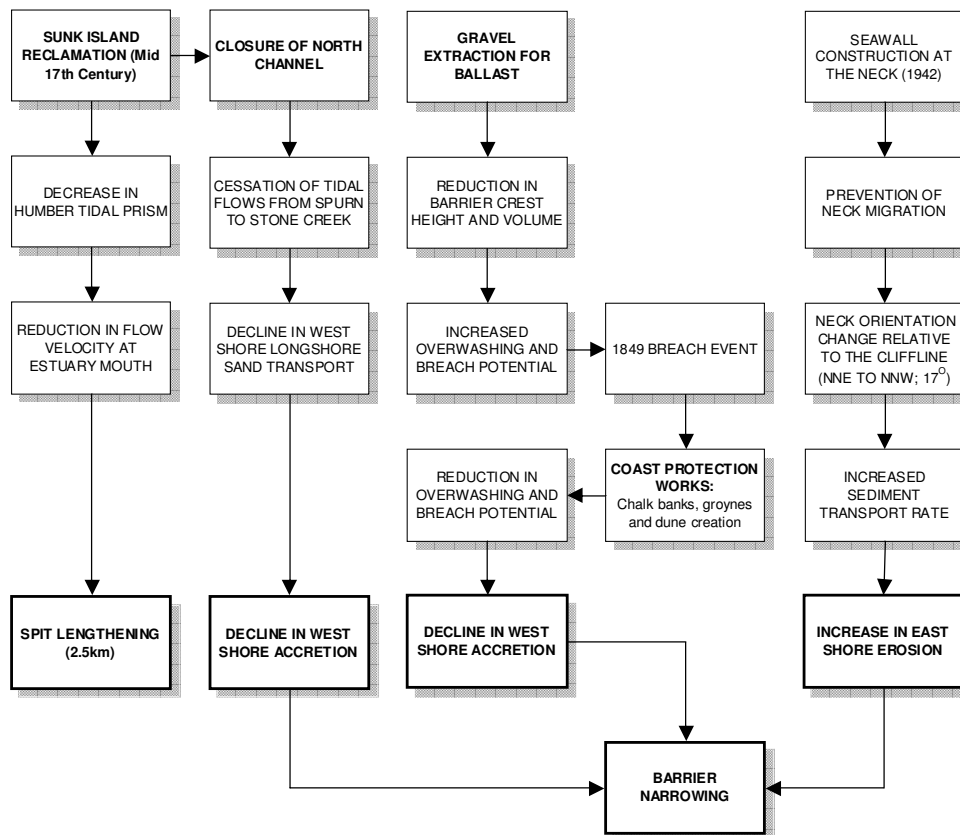 SUNK ISLAND
RECLAMATION (Mid
17th Century)
CLOSURE OF NORTH
CHANNEL
GRAVEL
EXTRACTION FOR
BALLAST
SEAWALL
CONSTRUCTION AT
THE NECK (1942)
DECREASE IN
HUMBER TIDAL PRISM
CESSATION OF TIDAL
FLOWS FROM SPURN
TO STONE CREEK
REDUCTION IN
BARRIER CREST
HEIGHT AND VOLUME
PREVENTION OF
NECK MIGRATION
REDUCTION IN FLOW
VELOCITY AT
ESTUARY MOUTH
DECLINE IN WEST
SHORE LONGSHORE
SAND TRANSPORT
INCREASED
OVERWASHING AND
BREACH POTENTIAL
1849 BREACH EVENT
NECK ORIENTATION
CHANGE RELATIVE
TO THE CLIFFLINE
(NNE TO NNW; 17O)
REDUCTION IN
OVERWASHING AND
BREACH POTENTIAL
COAST PROTECTION
WORKS:
Chalk banks, groynes
and dune creation
INCREASED
SEDIMENT
TRANSPORT RATE
SPIT LENGTHENING
(2.5km)
DECLINE IN WEST
SHORE ACCRETION
DECLINE IN WEST
SHORE ACCRETION
INCREASE IN EAST
SHORE EROSION
BARRIER
NARROWING